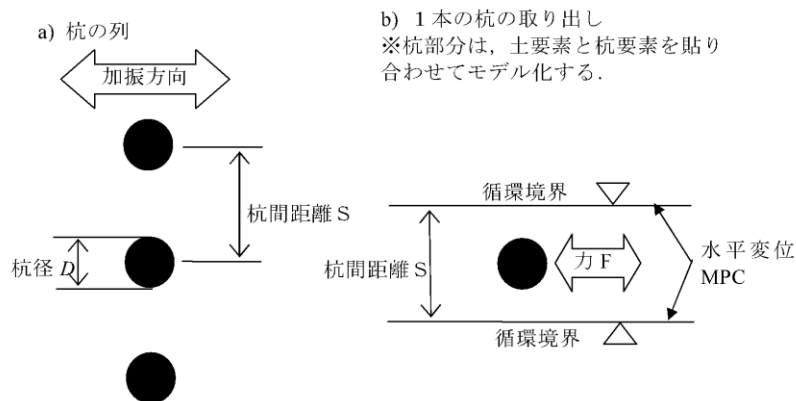 a) 杭の列
加振方向
杭間距離 S
杭径 D
b) 1本の杭の取り出し
※杭部分は，土要素と杭要素を貼り
合わせてモデル化する．
循環境界
杭間距離 S
力 F
水平変位
MPC
循環境界